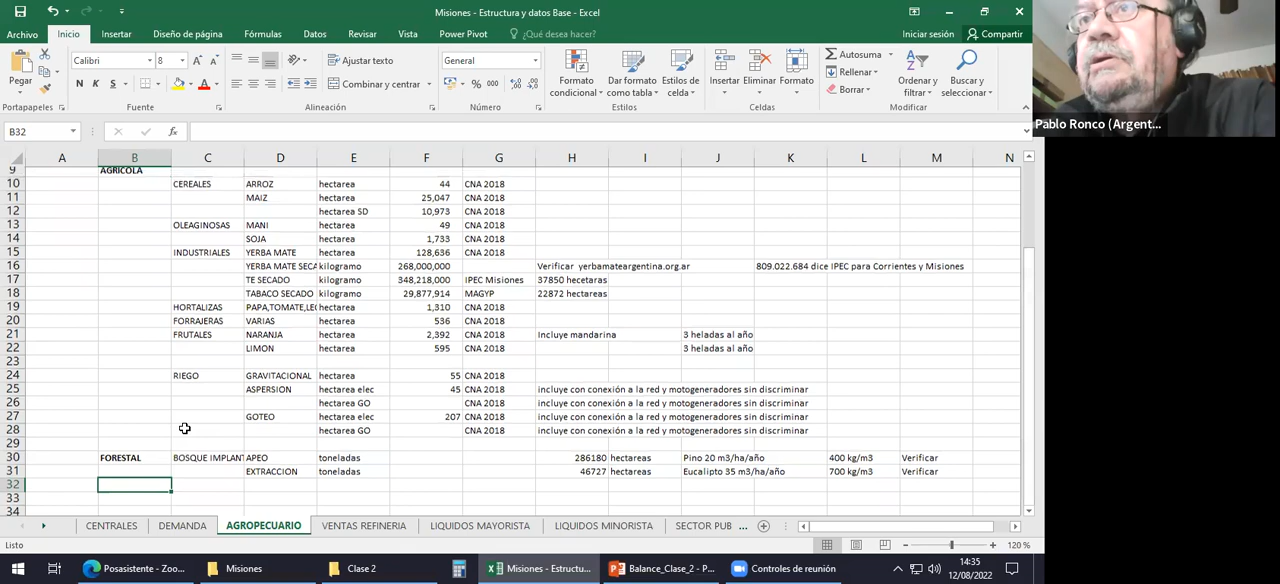 Misiones - Estructura y datos Base - Excel
Archivo Inicio Insertar Diseño de página Fórmulas Datos Revisar Vista Power Pivot ¿Qué desea hacer? Iniciar sesión Compartir
Pegar Calibri 8 Ajustar texto General Formato condicional Dar formato como tabla Estilos de celda Insertar Eliminar Formato Autosuma Rellenar Borrar Ordenar y filtrar Buscar y seleccionar
N K S Combinar y centrar % 000
Portapapeles Fuente Alineación Número Estilos Celdas Modificar
Pablo Ronco (Argent...
B32 fx
A B C D E F G H I J K L M N
9 AGRICOLA
10 CEREALES ARROZ hectarea 44 CNA 2018
11 MAIZ hectarea 25,047 CNA 2018
12 hectarea SD 10,973 CNA 2018
13 OLEAGINOSAS MANI hectarea 49 CNA 2018
14 SOJA hectarea 1,733 CNA 2018
15 INDUSTRIALES YERBA MATE hectarea 128,636 CNA 2018
16 YERBA MATE SECA kilogramo 268,000,000 Verificar yerbamateargentina.org.ar 809.022.684 dice IPEC para Corrientes y Misiones
17 TE SECADO kilogramo 348,218,000 IPEC Misiones 37850 hecetaras
18 TABACO SECADO kilogramo 29,877,914 MAGYP 22872 hectareas
19 HORTALIZAS PAPA,TOMATE,LEC hectarea 1,310 CNA 2018
20 FORRAJERAS VARIAS hectarea 536 CNA 2018
21 FRUTALES NARANJA hectarea 2,392 CNA 2018 Incluye mandarina 3 heladas al año
22 LIMON hectarea 595 CNA 2018 3 heladas al año
23
24 RIEGO GRAVITACIONAL hectarea 55 CNA 2018
25 ASPERSION hectarea elec 45 CNA 2018 incluye con conexión a la red y motogeneradores sin discriminar
26 hectarea GO CNA 2018 incluye con conexión a la red y motogeneradores sin discriminar
27 GOTEO hectarea elec 207 CNA 2018 incluye con conexión a la red y motogeneradores sin discriminar
28 hectarea GO CNA 2018 incluye con conexión a la red y motogeneradores sin discriminar
29
30 FORESTAL BOSQUE IMPLANT APEO toneladas 286180 hectareas Pino 20 m3/ha/año 400 kg/m3 Verificar
31 EXTRACCION toneladas 46727 hectareas Eucalipto 35 m3/ha/año 700 kg/m3 Verificar
32
33
34
CENTRALES DEMANDA AGROPECUARIO VENTAS REFINERIA LIQUIDOS MAYORISTA LIQUIDOS MINORISTA SECTOR PUB ...
Listo 120 %
Posasistente - Zoo... Misiones Clase 2 Misiones - Estructu... Balance_Clase_2 - P... Controles de reunión 14:35
12/08/2022